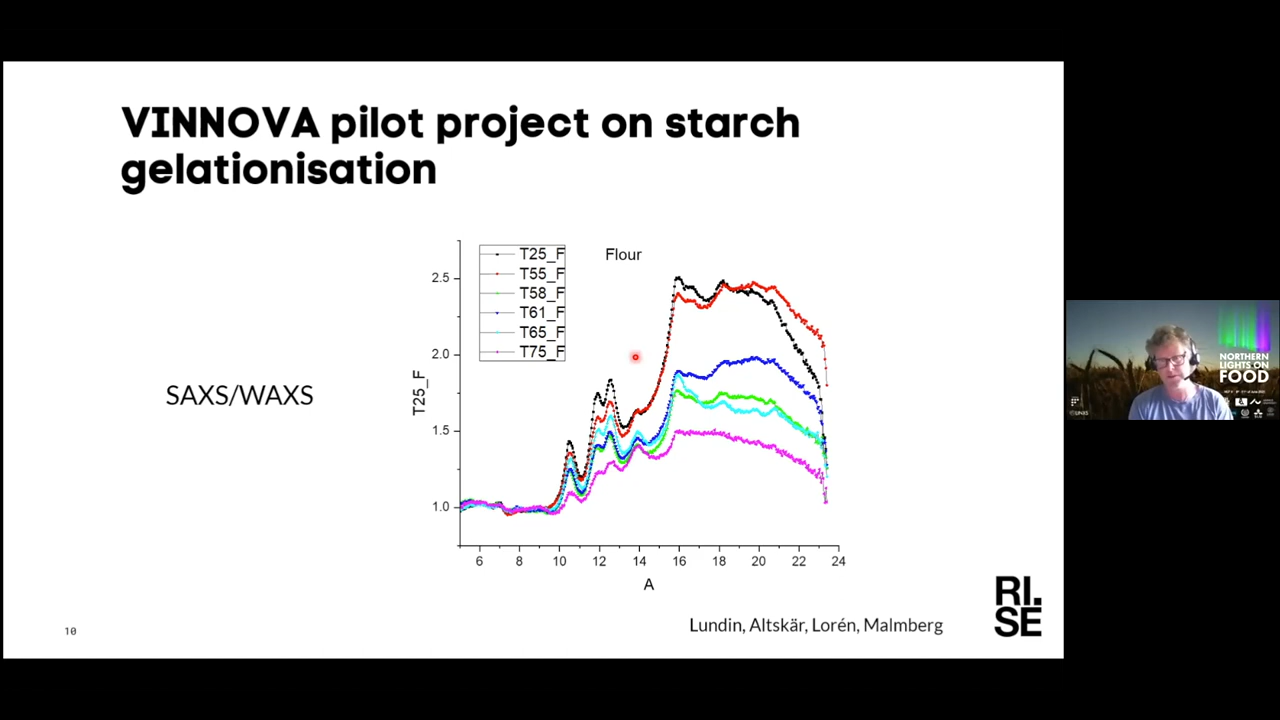 VINNOVA pilot project on starch
gelationisation
SAXS/WAXS
Flour
T25_F
T55_F
T58_F
T61_F
T65_F
T75_F
T25_F
2.5
2.0
1.5
1.0
6 8 10 12 14 16 18 20 22 24
A
Lundin, Altskär, Lorén, Malmberg
10
RI.
SE
NORTHERN
LIGHTS ON
FOOD